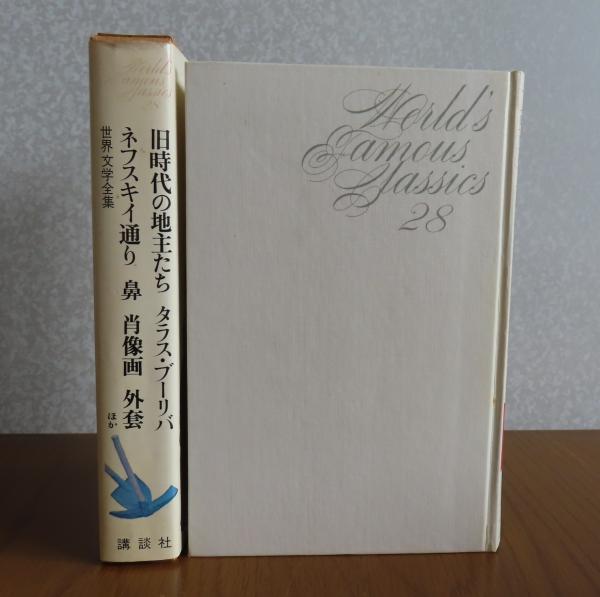 World's
Famous
Classics
28
世界文学全集
旧時代の地主たち タラス・ブーリバ
ネフスキイ通り 鼻 肖像画 外套 ほか
講談社
World's
Famous
Classics
28